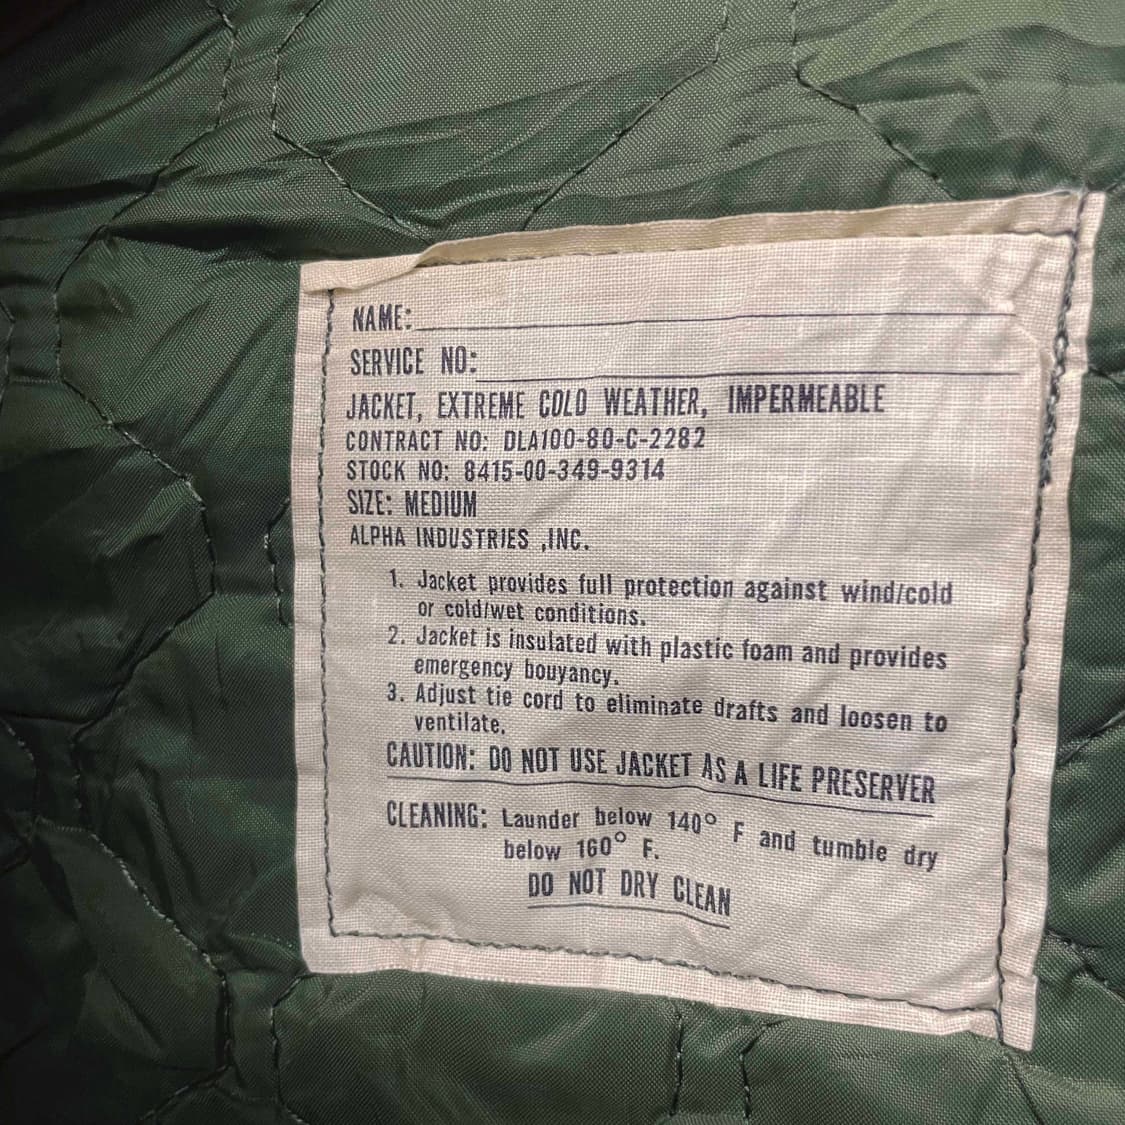 NAME:
SERVICE NO:
JACKET, EXTREME COLD WEATHER, IMPERMEABLE
CONTRACT NO: DLA100-80-C-2282
STOCK NO: 8415-00-349-9314
SIZE: MEDIUM
ALPHA INDUSTRIES ,INC.
1. Jacket provides full protection against wind/cold
or cold/wet conditions.
2. Jacket is insulated with plastic foam and provides
emergency bouyancy.
3. Adjust tie cord to eliminate drafts and loosen to
ventilate.
CAUTION: DO NOT USE JACKET AS A LIFE PRESERVER
CLEANING: Launder below 140° F and tumble dry
below 160° F.
DO NOT DRY CLEAN